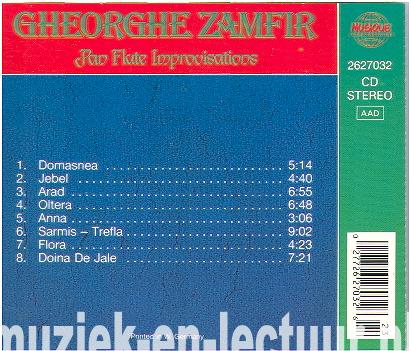 GHEORGHE ZAMFIR
Pan Flute Improvisations
MUSIQUE
2627032
CD
STEREO
AAD
1. Domasnea 5:14
2. Jebel 4:40
3. Arad 6:55
4. Oltera 6:48
5. Anna 3:06
6. Sarmis – Trefla 9:02
7. Flora 4:23
8. Doina De Jale 7:21
Printed in W. Germany
muziek-en-lectuur